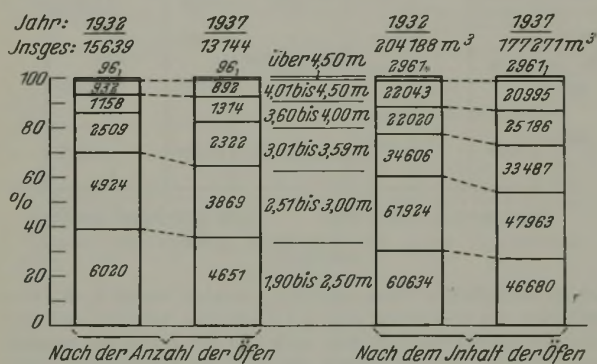 Jahr: 1932 1937 1932 1937
Jnsges: 15639 13144 204188 m³ 177271 m³
96 96 über 4,50 m 2961 2961
100 932 892 4,01 bis 4,50 m 22043 20995
1158 1314 3,60 bis 4,00 m 22020 25186
80 2509 2322 3,01 bis 3,59 m 34606 33487
60
% 4924 3869 2,51 bis 3,00 m 61924 47963
40
20 6020 4651 1,90 bis 2,50 m 60634 46680
0
Nach der Anzahl der Öfen Nach dem Jnhalt der Öfen